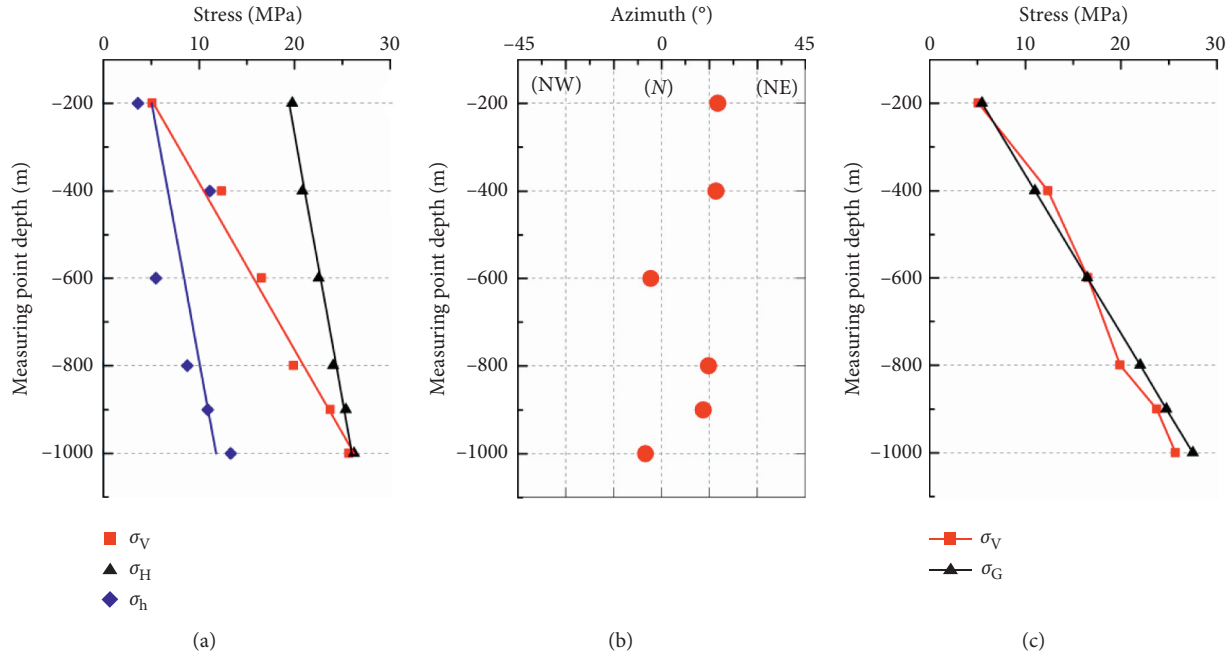 Stress (MPa)
0 10 20 30
Measuring point depth (m)
–200
–400
–600
–800
–1000
σV
σH
σh
(a)
Azimuth (°)
–45 0 45
(NW) (N) (NE)
Measuring point depth (m)
–200
–400
–600
–800
–1000
(b)
Stress (MPa)
0 10 20 30
Measuring point depth (m)
–200
–400
–600
–800
–1000
σV
σG
(c)